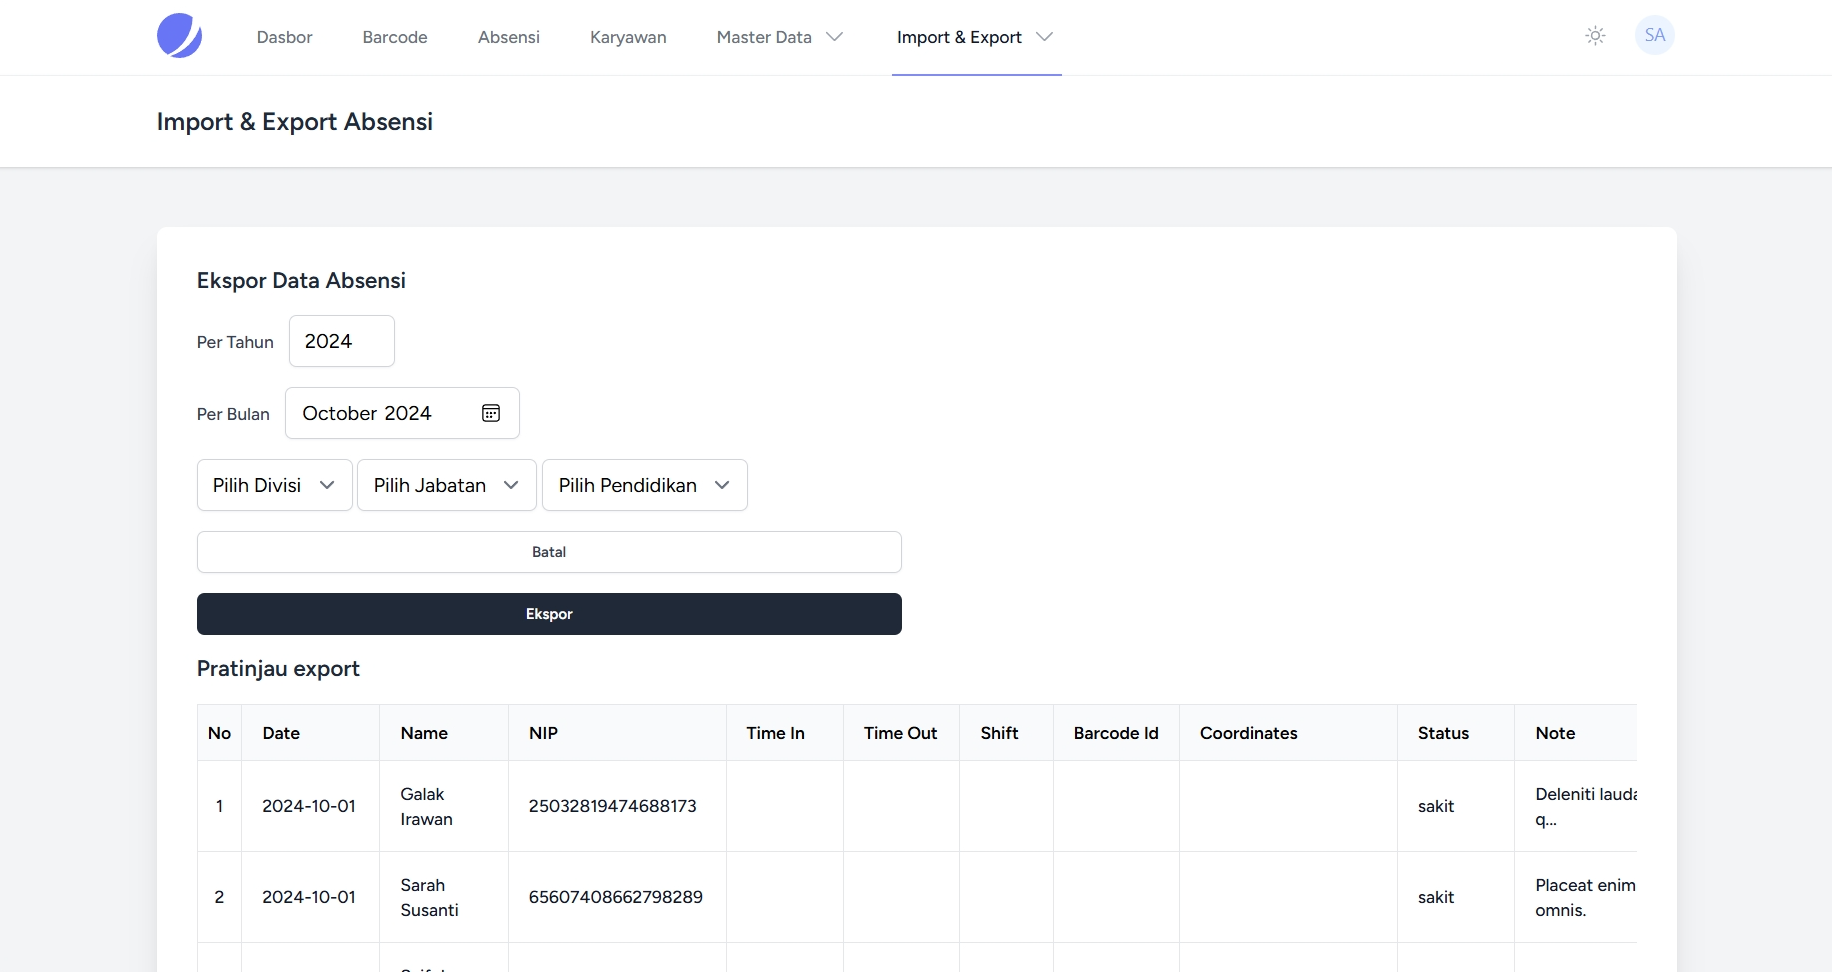 Dasbor Barcode Absensi Karyawan Master Data Import & Export SA
Import & Export Absensi
Ekspor Data Absensi
Per Tahun 2024
Per Bulan October 2024
Pilih Divisi Pilih Jabatan Pilih Pendidikan
Batal
Ekspor
Pratinjau export
No Date Name NIP Time In Time Out Shift Barcode Id Coordinates Status Note
1 2024-10-01 Galak Irawan 25032819474688173 sakit Deleniti lauda q...
2 2024-10-01 Sarah Susanti 65607408662798289 sakit Placeat enim omnis.